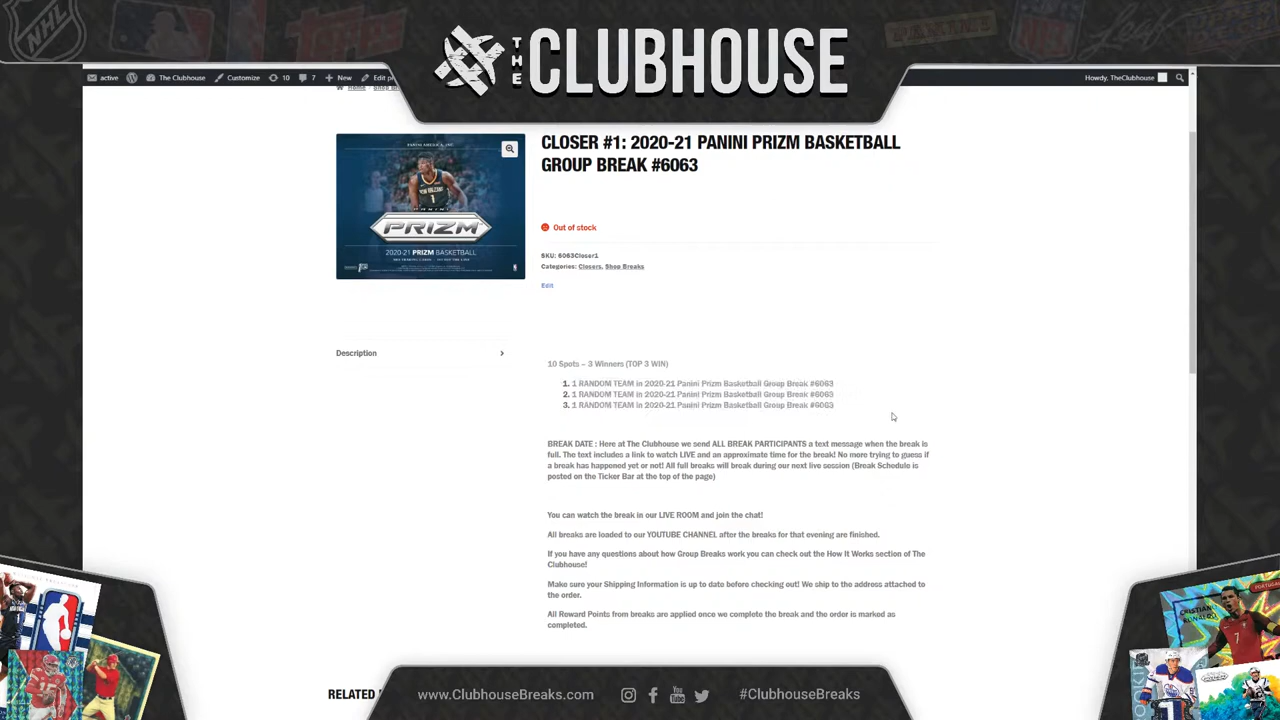 THE CLUBHOUSE
active
The Clubhouse
Customize
10
7
New
Edit
Howdy, TheClubhouse
Home
PANINI AMERICA, INC.
NEW ORLEANS
1
PANINI
PRIZM
2020-21 PRIZM BASKETBALL
CLOSER #1: 2020-21 PANINI PRIZM BASKETBALL
GROUP BREAK #6063
Out of stock
SKU: 6063Closer1
Categories: Closers, Shop Breaks
Edit
Description
10 Spots – 3 Winners (TOP 3 WIN)
1. 1 RANDOM TEAM in 2020-21 Panini Prizm Basketball Group Break #6063
2. 1 RANDOM TEAM in 2020-21 Panini Prizm Basketball Group Break #6063
3. 1 RANDOM TEAM in 2020-21 Panini Prizm Basketball Group Break #6063
BREAK DATE : Here at The Clubhouse we send ALL BREAK PARTICIPANTS a text message when the break is
full. The text includes a link to watch LIVE and an approximate time for the break! No more trying to guess if
a break has happened yet or not! All full breaks will break during our next live session (Break Schedule is
posted on the Ticker Bar at the top of the page)
You can watch the break in our LIVE ROOM and join the chat!
All breaks are loaded to our YOUTUBE CHANNEL after the breaks for that evening are finished.
If you have any questions about how Group Breaks work you can check out the How It Works section of The
Clubhouse!
Make sure your Shipping Information is up to date before checking out! We ship to the address attached to
the order.
All Reward Points from breaks are applied once we complete the break and the order is marked as
completed.
RELATED
www.ClubhouseBreaks.com
You Tube
#ClubhouseBreaks